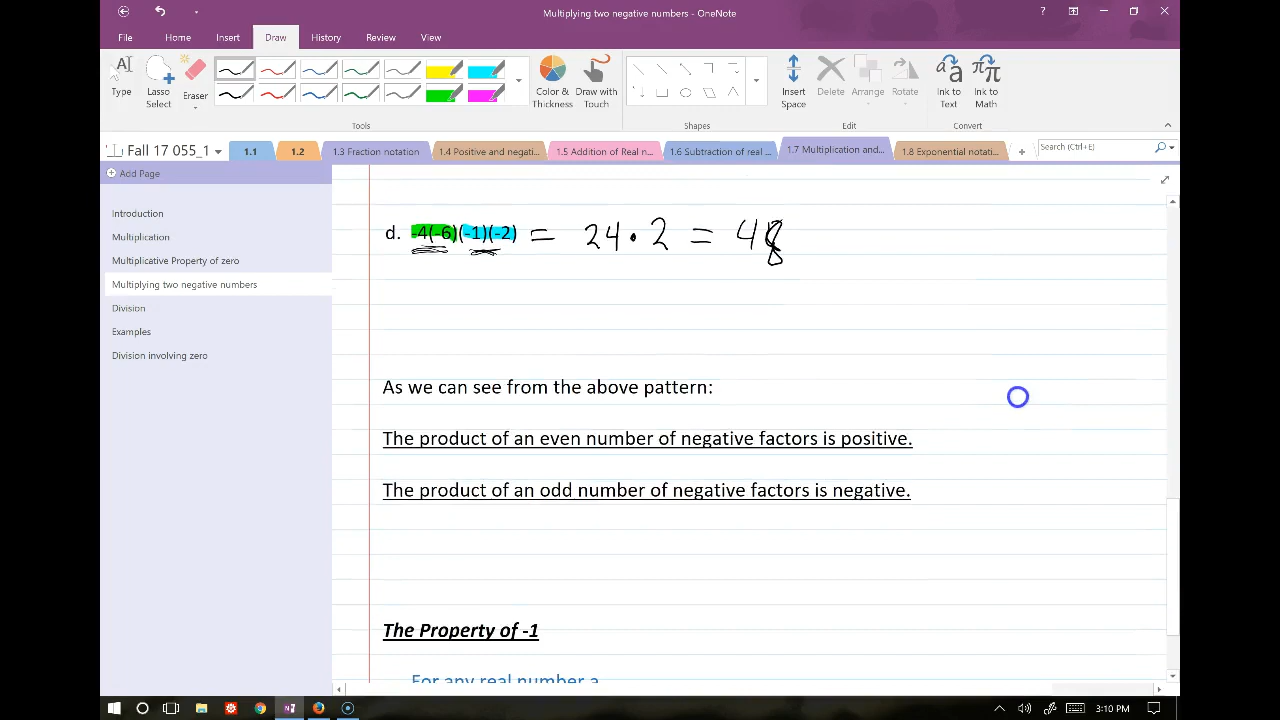 Multiplying two negative numbers - OneNote
File Home Insert Draw History Review View
Type Lasso Select Eraser Color & Thickness Draw with Touch Insert Space Delete Arrange Rotate Ink to Text Ink to Math
Tools Shapes Edit Convert
Fall 17 055_1 1.1 1.2 1.3 Fraction notation 1.4 Positive and negati... 1.5 Addition of Real n... 1.6 Subtraction of real ... 1.7 Multiplication and... 1.8 Exponential notati... Search (Ctrl+E)
Add Page
Introduction
Multiplication
Multiplicative Property of zero
Multiplying two negative numbers
Division
Examples
Division involving zero
d. -4(-6)(-1)(-2) = 24 · 2 = 48
As we can see from the above pattern:
The product of an even number of negative factors is positive.
The product of an odd number of negative factors is negative.
The Property of -1
For any real number a
3:10 PM